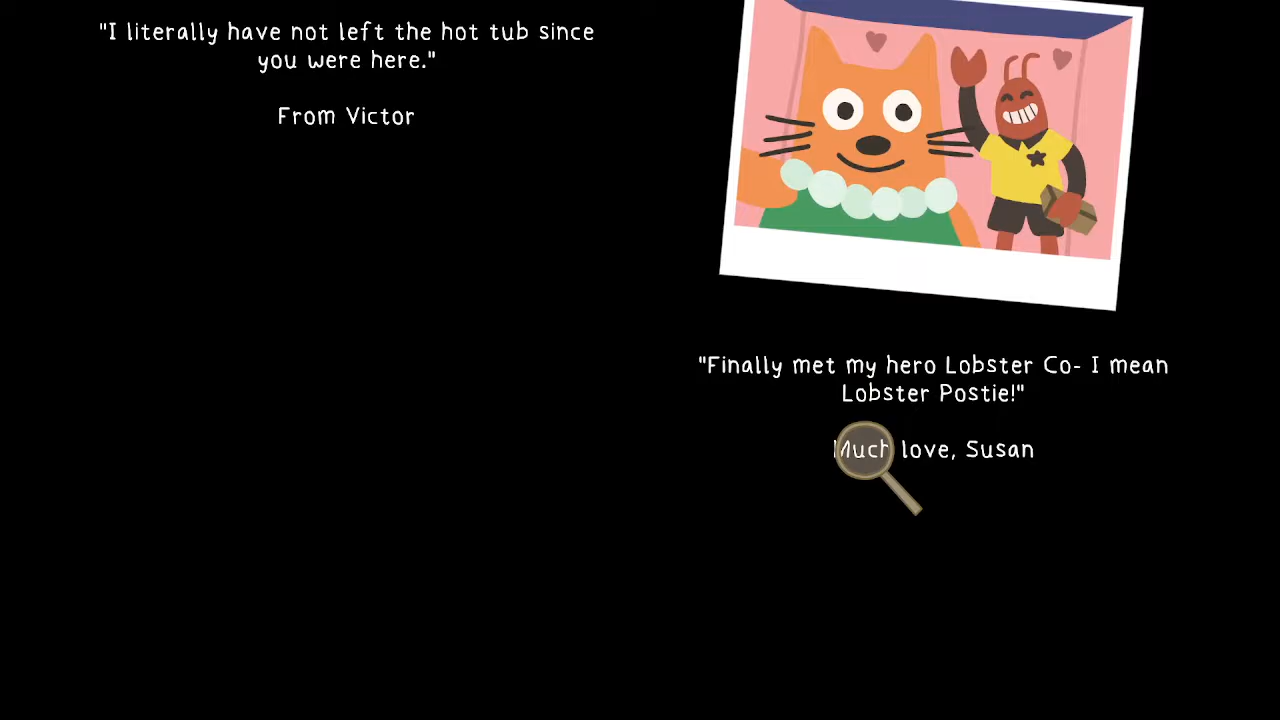 "I literally have not left the hot tub since
you were here."
From Victor
"Finally met my hero Lobster Co- I mean
Lobster Postie!"
Much love, Susan